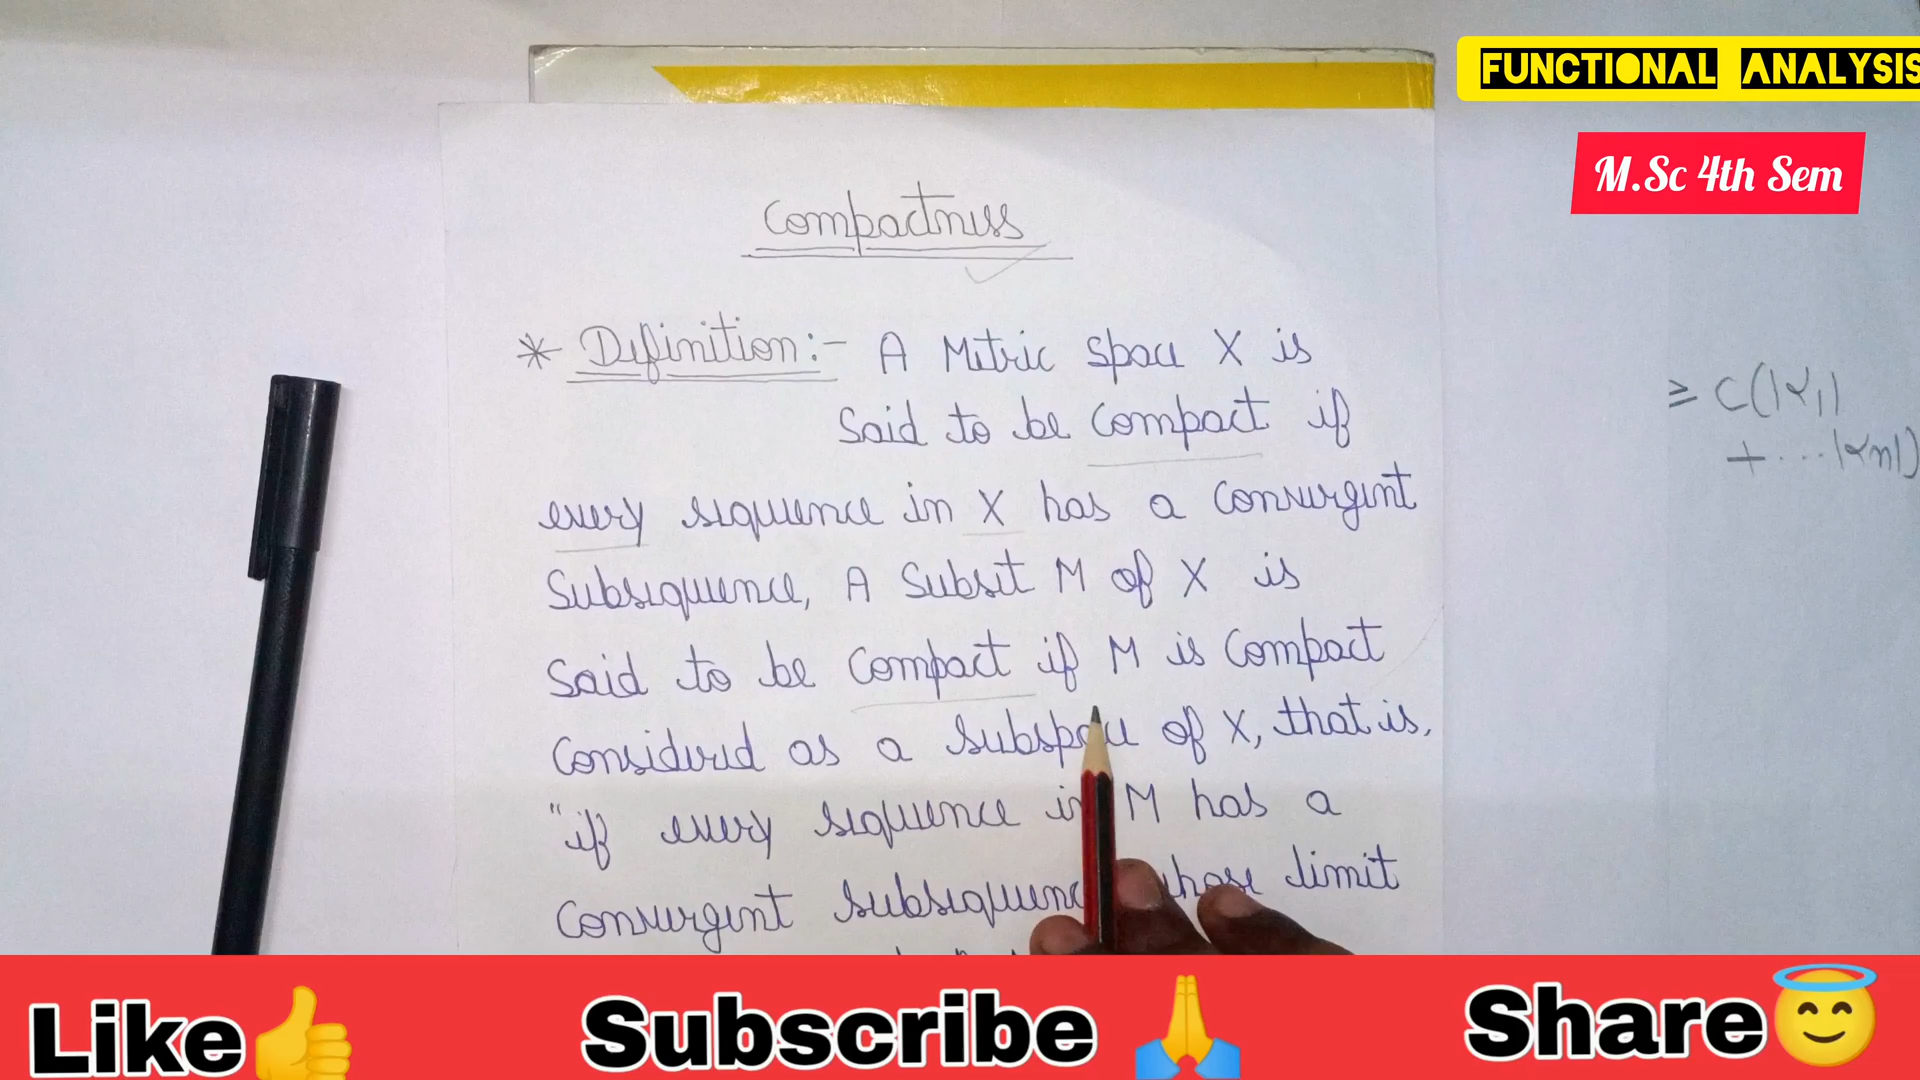 FUNCTIONAL ANALYSIS
M.Sc 4th Sem
Compactness
* Definition:- A Metric space X is
Said to be Compact if
every sequence in X has a Convergent
Subsequence, A Subset M of X is
Said to be Compact if M is Compact
Considered as a subspace of X, that is,
"if every sequence in M has a
Convergent subsequence whose limit
≥ C(|α1|
+ ... |αn|)
Like
Subscribe
Share